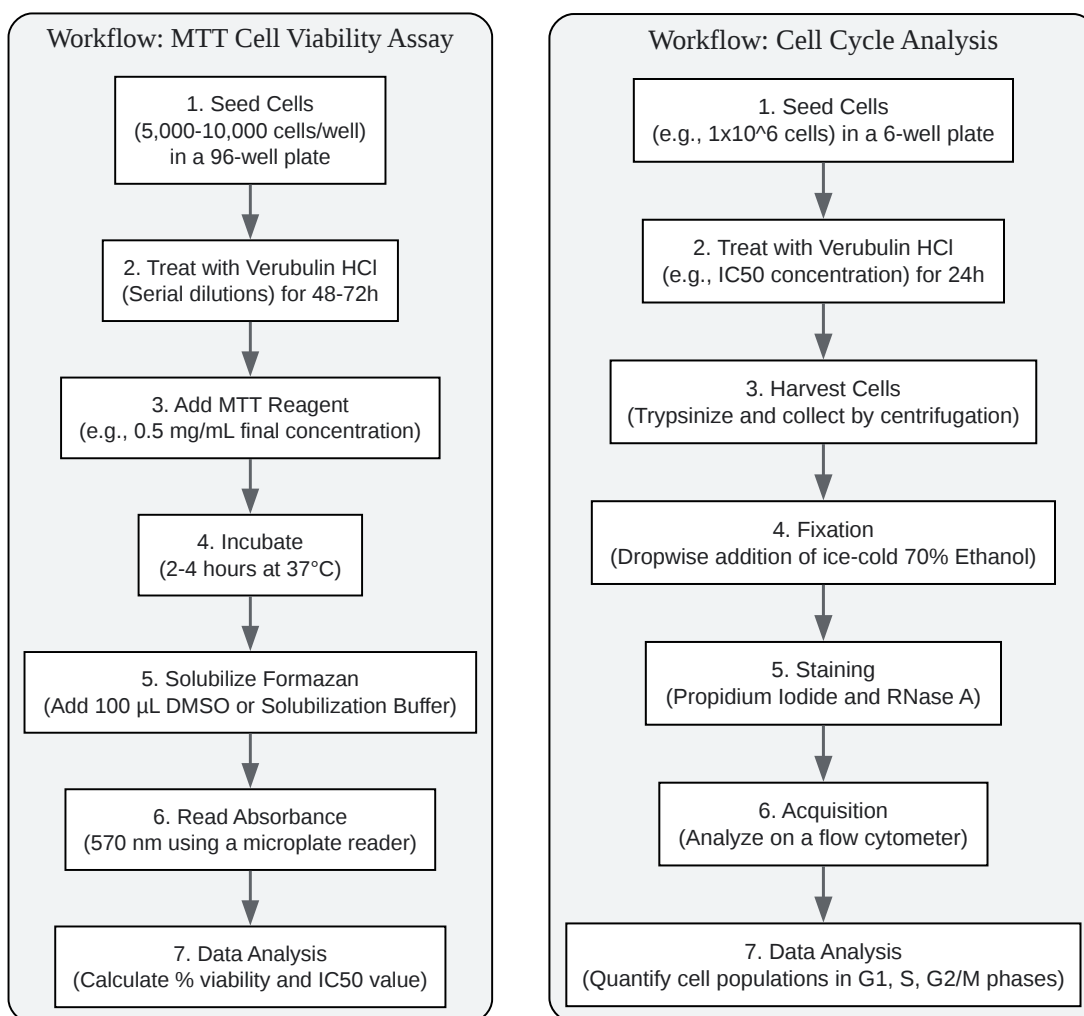 Workflow: MTT Cell Viability Assay
1. Seed Cells
(5,000-10,000 cells/well)
in a 96-well plate
2. Treat with Verubulin HCl
(Serial dilutions) for 48-72h
3. Add MTT Reagent
(e.g., 0.5 mg/mL final concentration)
4. Incubate
(2-4 hours at 37°C)
5. Solubilize Formazan
(Add 100 µL DMSO or Solubilization Buffer)
6. Read Absorbance
(570 nm using a microplate reader)
7. Data Analysis
(Calculate % viability and IC50 value)
Workflow: Cell Cycle Analysis
1. Seed Cells
(e.g., 1x10^6 cells) in a 6-well plate
2. Treat with Verubulin HCl
(e.g., IC50 concentration) for 24h
3. Harvest Cells
(Trypsinize and collect by centrifugation)
4. Fixation
(Dropwise addition of ice-cold 70% Ethanol)
5. Staining
(Propidium Iodide and RNase A)
6. Acquisition
(Analyze on a flow cytometer)
7. Data Analysis
(Quantify cell populations in G1, S, G2/M phases)